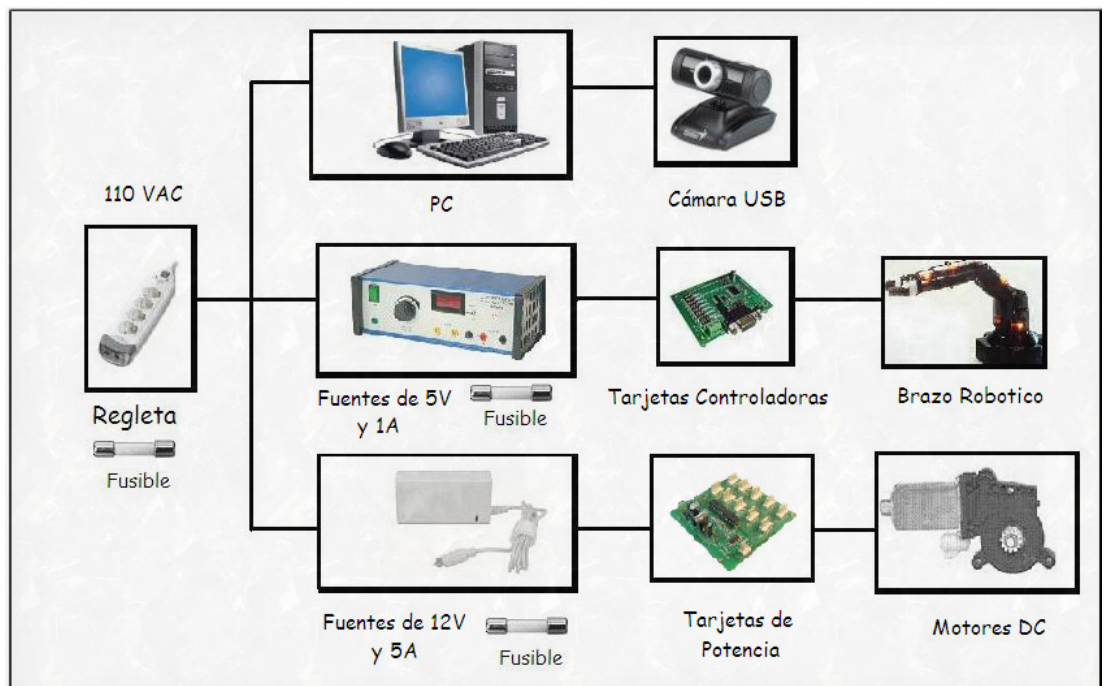 110 VAC
Regleta
Fusible
PC
Cámara USB
Fuentes de 5V
y 1A
Fusible
Tarjetas Controladoras
Brazo Robotico
Fuentes de 12V
y 5A
Fusible
Tarjetas de
Potencia
Motores DC